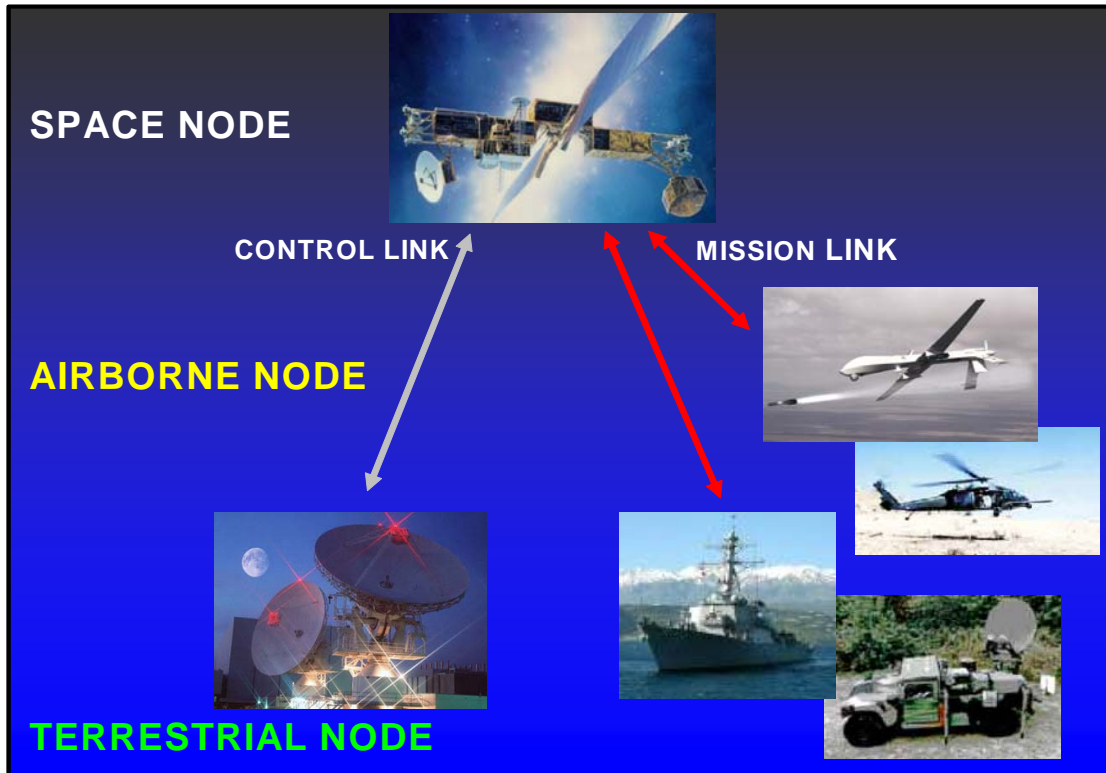 SPACE NODE
CONTROL LINK
MISSION LINK
AIRBORNE NODE
TERRESTRIAL NODE